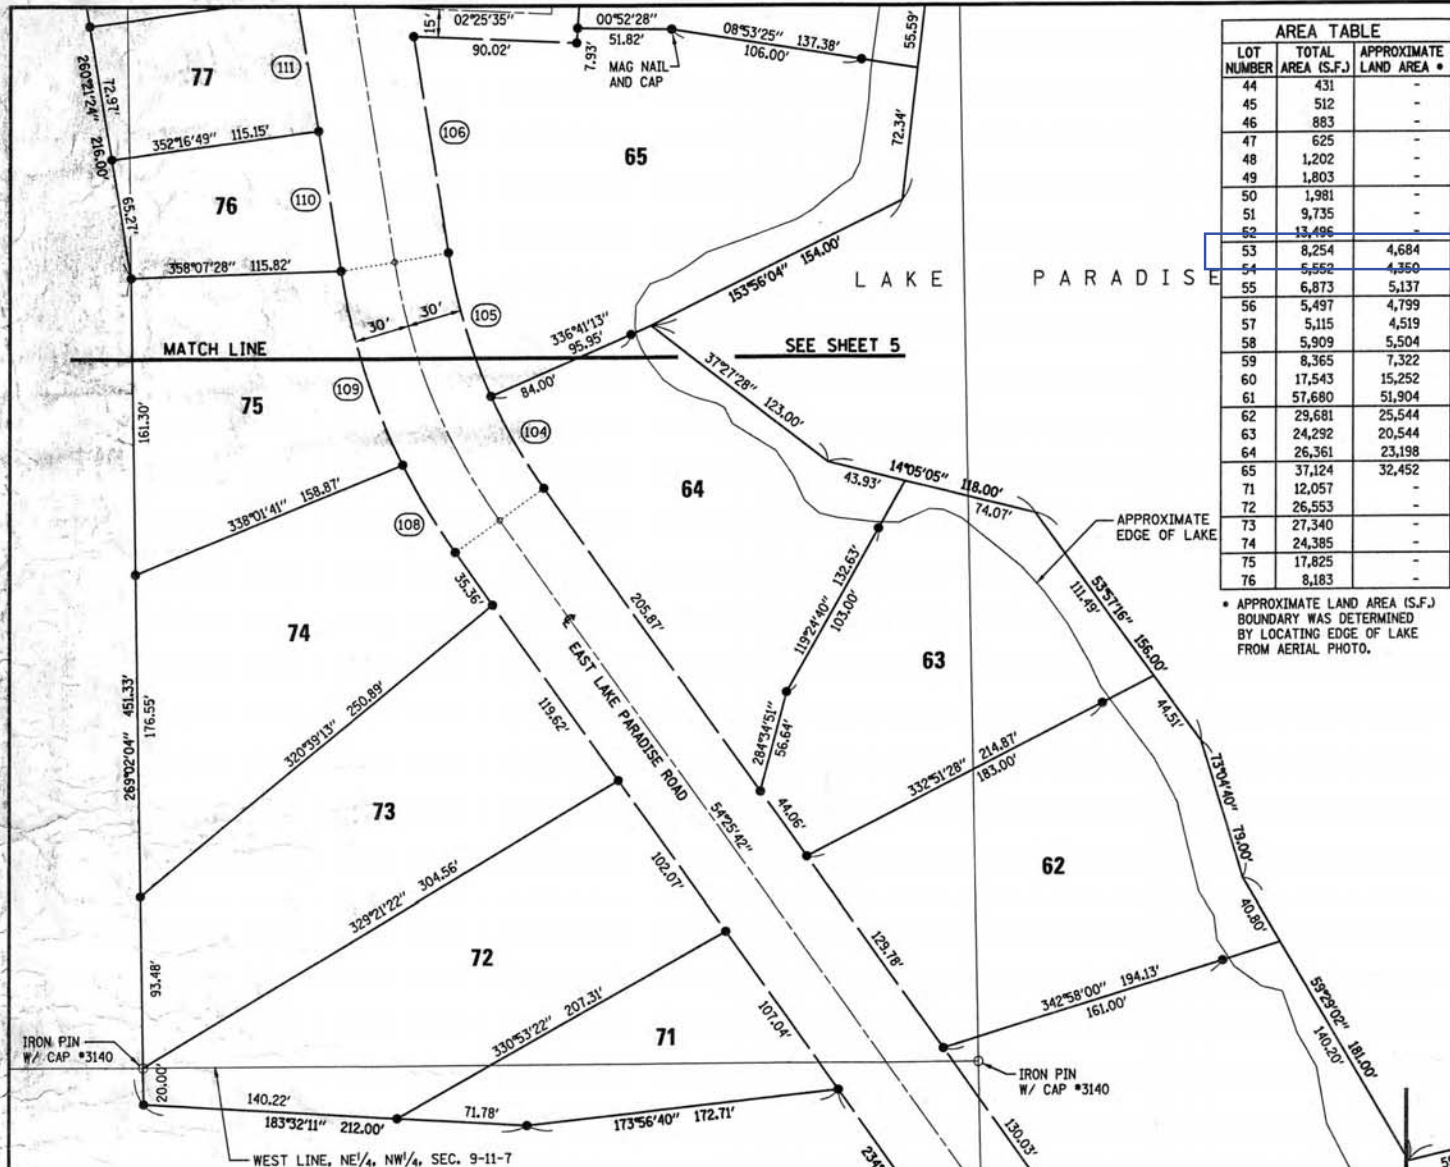 15'
02°25'35"
90.02'
7.93'
00°52'28"
51.82'
MAG NAIL
AND CAP
08°53'25" 137.38'
106.00'
55.59'
72.34'
77
111
72.97'
260°21'24" 216.00'
352°16'49" 115.15'
76
110
65.27'
358°07'28" 115.82'
106
65
105
30' 30'
153°56'04" 154.00'
LAKE PARADISE
336°41'13"
95.95'
84.00'
MATCH LINE
SEE SHEET 5
109
75
161.30'
104
37°27'28"
123.00'
64
43.93'
14°05'05" 118.00'
74.07'
APPROXIMATE
EDGE OF LAKE
338°01'41" 158.87'
108
35.36'
74
205.87'
119°24'40" 132.63'
103.00'
53°57'16" 156.00'
111.49'
44.51'
63
EAST LAKE PARADISE ROAD
54°25'42"
269°02'04" 451.33'
176.55'
320°39'13" 250.89'
119.62'
284°34'51"
56.64'
44.06'
332°51'28" 214.87'
183.00'
73°04'40" 79.00'
73
329°21'22" 304.56'
102.07'
62
40.80'
129.78'
93.48'
72
330°53'22" 207.31'
107.04'
71
342°58'00" 194.13'
161.00'
59°29'02" 181.00'
140.20'
IRON PIN
W/ CAP #3140
20.00'
IRON PIN
W/ CAP #3140
140.22'
183°32'11" 212.00'
71.78'
173°56'40" 172.71'
130.03'
234°
WEST LINE, NE1/4, NW1/4, SEC. 9-11-7
AREA TABLE
LOT NUMBER TOTAL AREA (S.F.) APPROXIMATE LAND AREA *
44 431 -
45 512 -
46 883 -
47 625 -
48 1,202 -
49 1,803 -
50 1,981 -
51 9,735 -
52 13,496 -
53 8,254 4,684
54 5,552 4,350
55 6,873 5,137
56 5,497 4,799
57 5,115 4,519
58 5,909 5,504
59 8,365 7,322
60 17,543 15,252
61 57,680 51,904
62 29,681 25,544
63 24,292 20,544
64 26,361 23,198
65 37,124 32,452
71 12,057 -
72 26,553 -
73 27,340 -
74 24,385 -
75 17,825 -
76 8,183 -
* APPROXIMATE LAND AREA (S.F.)
BOUNDARY WAS DETERMINED
BY LOCATING EDGE OF LAKE
FROM AERIAL PHOTO.